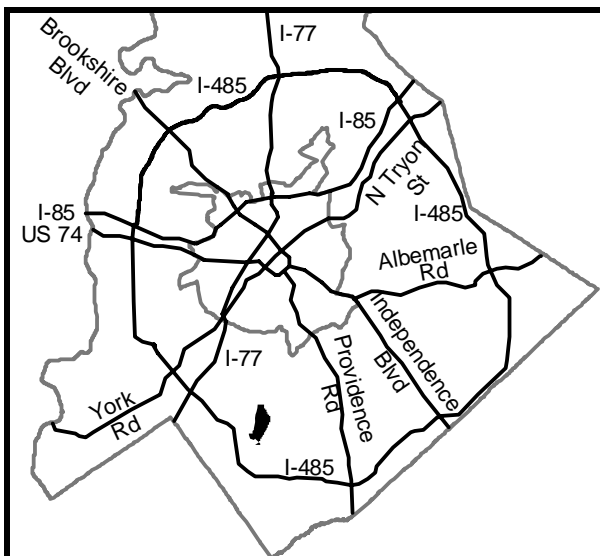 I-77
Brookshire
Blvd
I-485
I-85
N Tryon
St
I-85
US 74
I-485
Albemarle
Rd
Independence
Blvd
Providence
Rd
I-77
York
Rd
I-485